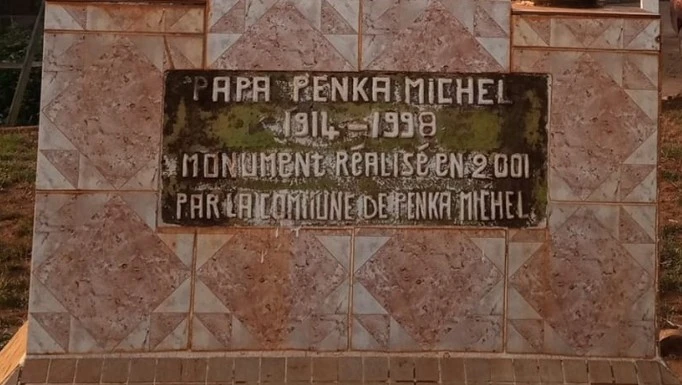 PAPA PENKA MICHEL
1914 - 1998
MONUMENT RÉALISÉ EN 2001
PAR LA COMMUNE DE PENKA MICHEL